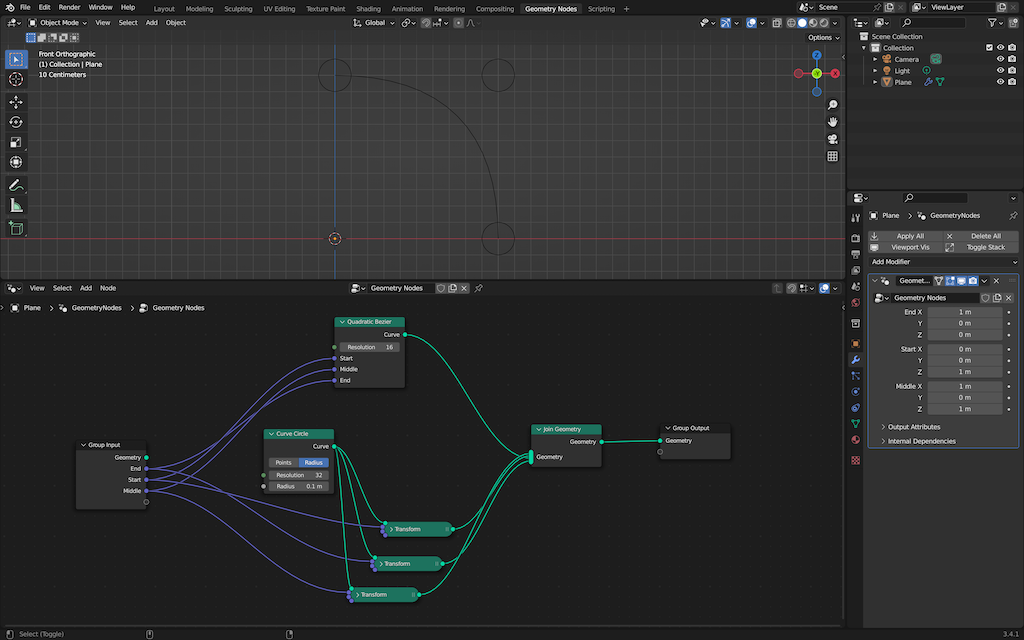 File Edit Render Window Help Layout Modeling Sculpting UV Editing Texture Paint Shading Animation Rendering Compositing Geometry Nodes Scripting + Scene ViewLayer
Object Mode View Select Add Object Global
Options
Front Orthographic
(1) Collection | Plane
10 Centimeters
Z
X
Y
Scene Collection
Collection
Camera
Light
Plane
Plane > GeometryNodes
Apply All Delete All
Viewport Vis Toggle Stack
Add Modifier
Geomet...
Geometry Nodes
End X 1 m
Y 0 m
Z 0 m
Start X 0 m
Y 0 m
Z 1 m
Middle X 1 m
Y 0 m
Z 1 m
Output Attributes
Internal Dependencies
View Select Add Node Geometry Nodes
Plane > GeometryNodes > Geometry Nodes
Quadratic Bezier
Curve
Resolution 16
Start
Middle
End
Group Input
Geometry
End
Start
Middle
Curve Circle
Curve
Points Radius
Resolution 32
Radius 0.1 m
Transform
Transform
Transform
Join Geometry
Geometry
Geometry
Group Output
Geometry
Select (Toggle)
3.4.1